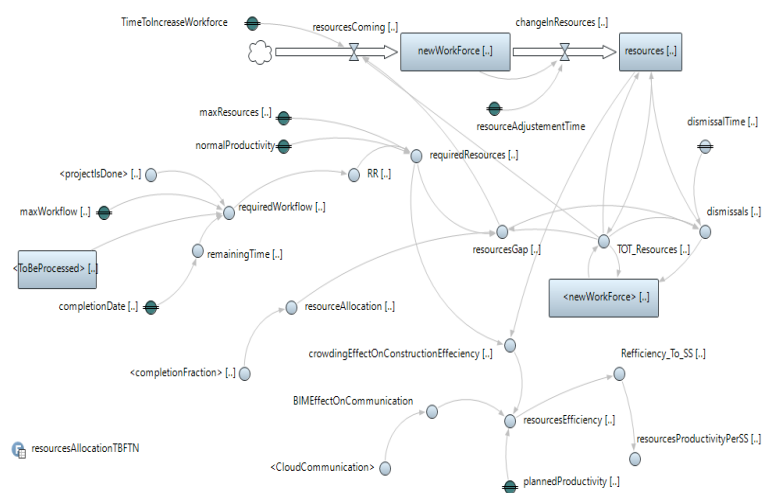 TimeToIncreaseWorkforce
resourcesComing [..]
changeInResources [..]
newWorkForce [..]
resources [..]
maxResources [..]
resourceAdjustementTime
dismissalTime [..]
normalProductivity
requiredResources [..]
<projectIsDone> [..]
RR [..]
maxWorkflow [..]
requiredWorkflow [..]
dismissals [..]
remainingTime [..]
resourcesGap [..]
TOT_Resources [..]
<ToBeProcessed> [..]
<newWorkForce> [..]
completionDate [..]
resourceAllocation [..]
crowdingEffectOnConstructionEffeciency [..]
Refficiency_To_SS [..]
<completionFraction> [..]
BIMEffectOnCommunication
resourcesEfficiency [..]
resourcesProductivityPerSS [..]
resourcesAllocationTBFTN
<CloudCommunication>
plannedProductivity [..]